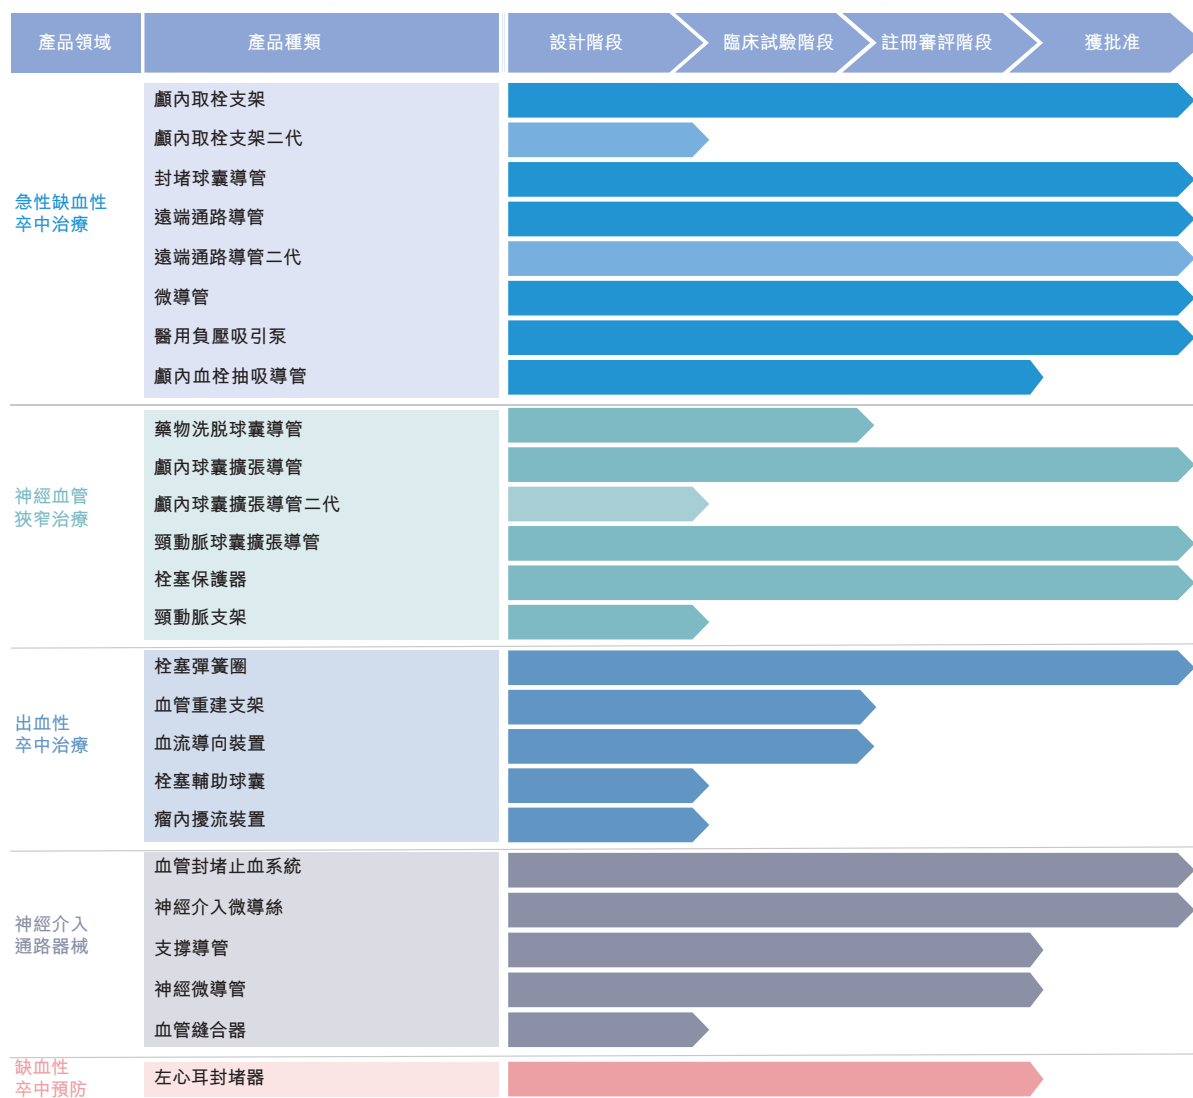 產品領域
產品種類
設計階段
臨床試驗階段
註冊審評階段
獲批准
急性缺血性
卒中治療
顱內取栓支架
顱內取栓支架二代
封堵球囊導管
遠端通路導管
遠端通路導管二代
微導管
醫用負壓吸引泵
顱內血栓抽吸導管
神經血管
狹窄治療
藥物洗脫球囊導管
顱內球囊擴張導管
顱內球囊擴張導管二代
頸動脈球囊擴張導管
栓塞保護器
頸動脈支架
出血性
卒中治療
栓塞彈簧圈
血管重建支架
血流導向裝置
栓塞輔助球囊
瘤內擾流裝置
神經介入
通路器械
血管封堵止血系統
神經介入微導絲
支撐導管
神經微導管
血管縫合器
缺血性
卒中預防
左心耳封堵器